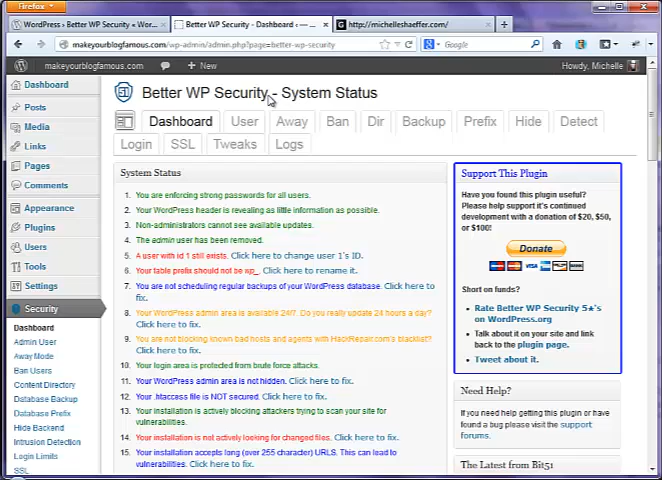 Firefox
WordPress › Better WP Security « Wor...
Better WP Security - Dashboard ‹ ...
http://michelleshaeffer.com/
makeyourblogfamous.com/wp-admin/admin.php?page=better-wp-security
Google
makeyourblogfamous.com
+ New
Howdy, Michelle
Dashboard
Posts
Media
Links
Pages
Comments
Appearance
Plugins
Users
Tools
Settings
Security
Dashboard
Admin User
Away Mode
Ban Users
Content Directory
Database Backup
Database Prefix
Hide Backend
Intrusion Detection
Login Limits
SSL
Better WP Security - System Status
Dashboard User Away Ban Dir Backup Prefix Hide Detect
Login SSL Tweaks Logs
System Status
1. You are enforcing strong passwords for all users.
2. Your WordPress header is revealing as little information as possible.
3. Non-administrators cannot see available updates.
4. The admin user has been removed.
5. A user with id 1 still exists. Click here to change user 1's ID.
6. Your table prefix should not be wp_. Click here to rename it.
7. You are not scheduling regular backups of your WordPress database. Click here to
fix.
8. Your WordPress admin area is available 24/7. Do you really update 24 hours a day?
Click here to fix.
9. You are not blocking known bad hosts and agents with HackRepair.com's blacklist?
Click here to fix.
10. Your login area is protected from brute force attacks.
11. Your WordPress admin area is not hidden. Click here to fix.
12. Your .htaccess file is NOT secured. Click here to fix.
13. Your installation is actively blocking attackers trying to scan your site for
vulnerabilities.
14. Your installation is not actively looking for changed files. Click here to fix.
15. Your installation accepts long (over 255 character) URLS. This can lead to
vulnerabilities. Click here to fix.
Support This Plugin
Have you found this plugin useful?
Please help support it's continued
development with a donation of $20, $50,
or $100!
Donate
VISA
Short on funds?
Rate Better WP Security 5★'s
on WordPress.org
Talk about it on your site and link
back to the plugin page.
Tweet about it.
Need Help?
If you need help getting this plugin or have
found a bug please visit the support
forums.
The Latest from Bit51